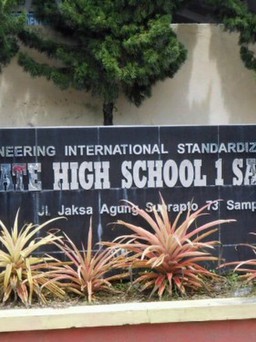 NEERING INTERNATIONAL STANDARDIZ
ATE HIGH SCHOOL 1 SA
Jl. Jaksa Agung Suprapto 73 Samp